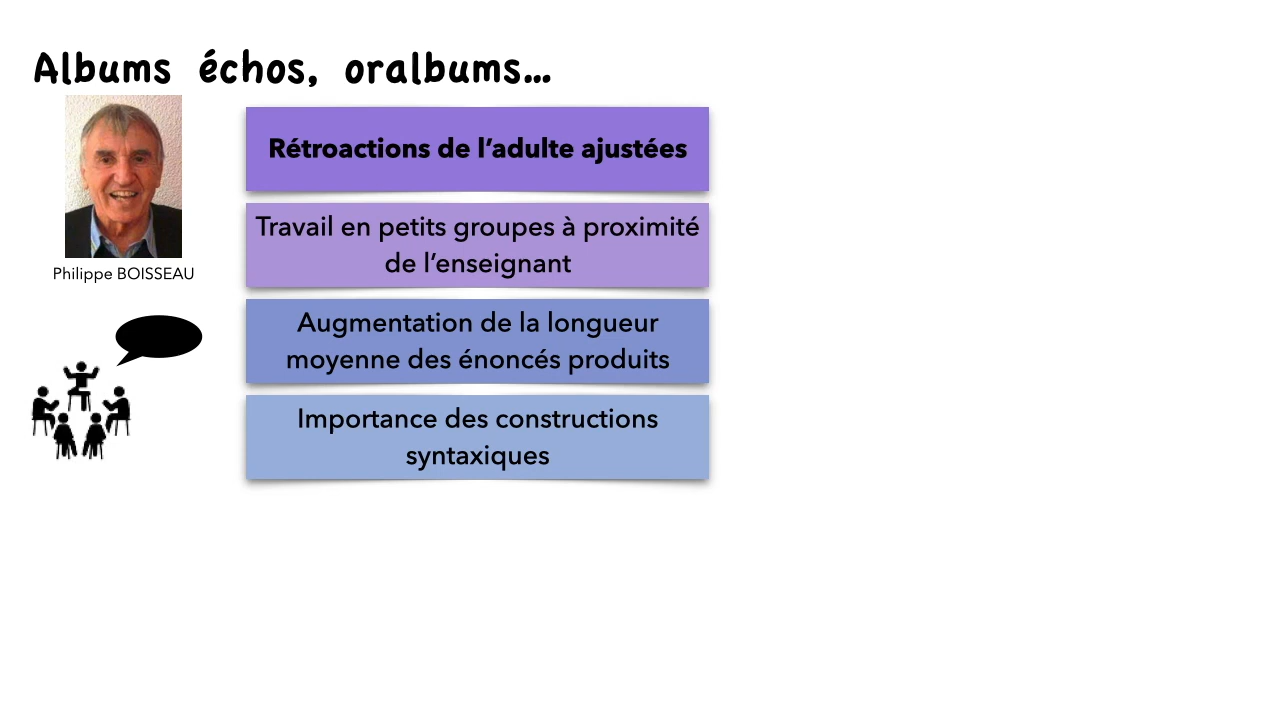 Albums échos, oralbums...
Rétroactions de l’adulte ajustées
Travail en petits groupes à proximité
de l’enseignant
Philippe BOISSEAU
Augmentation de la longueur
moyenne des énoncés produits
Importance des constructions
syntaxiques